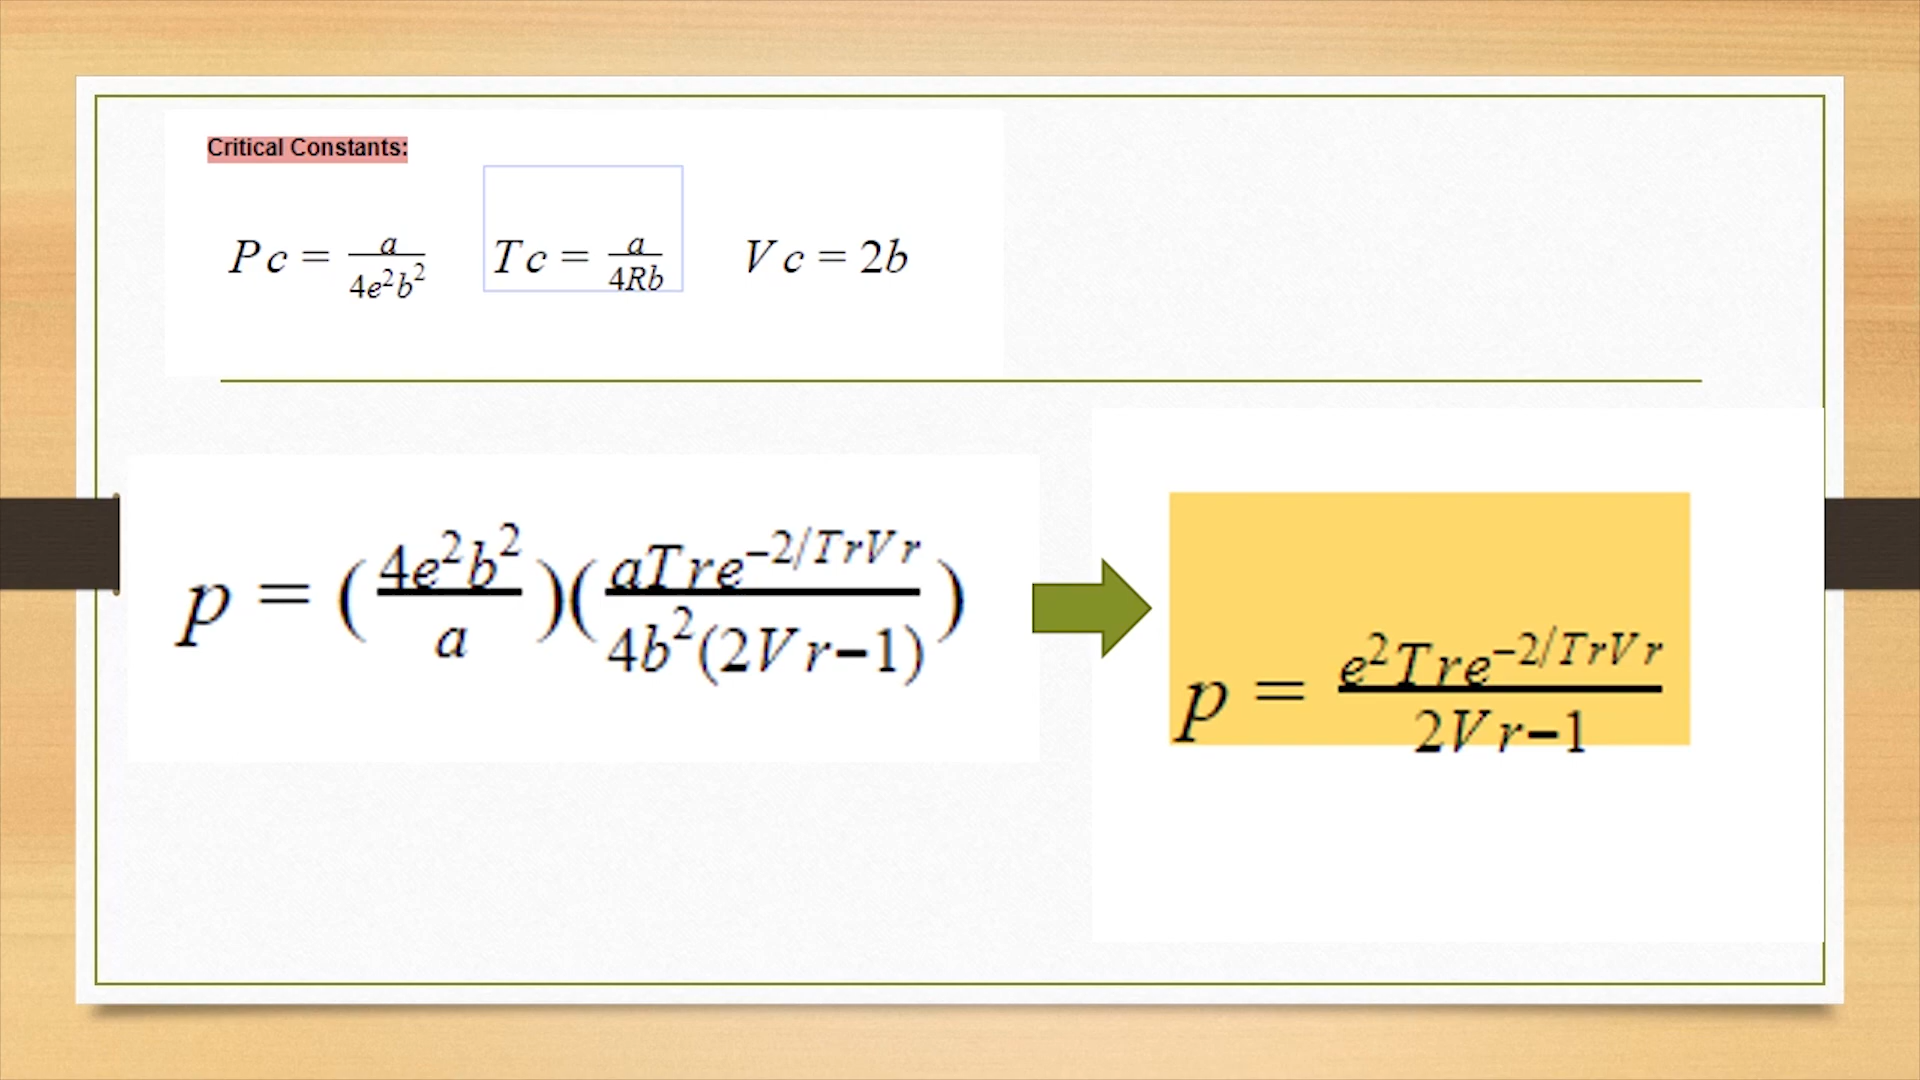 Critical Constants:
Pc = a/4e²b² Tc = a/4Rb Vc = 2b
p = (4e²b²/a)(aTre^−2/TrVr/4b²(2Vr−1))
p = e²Tre^−2/TrVr/2Vr−1